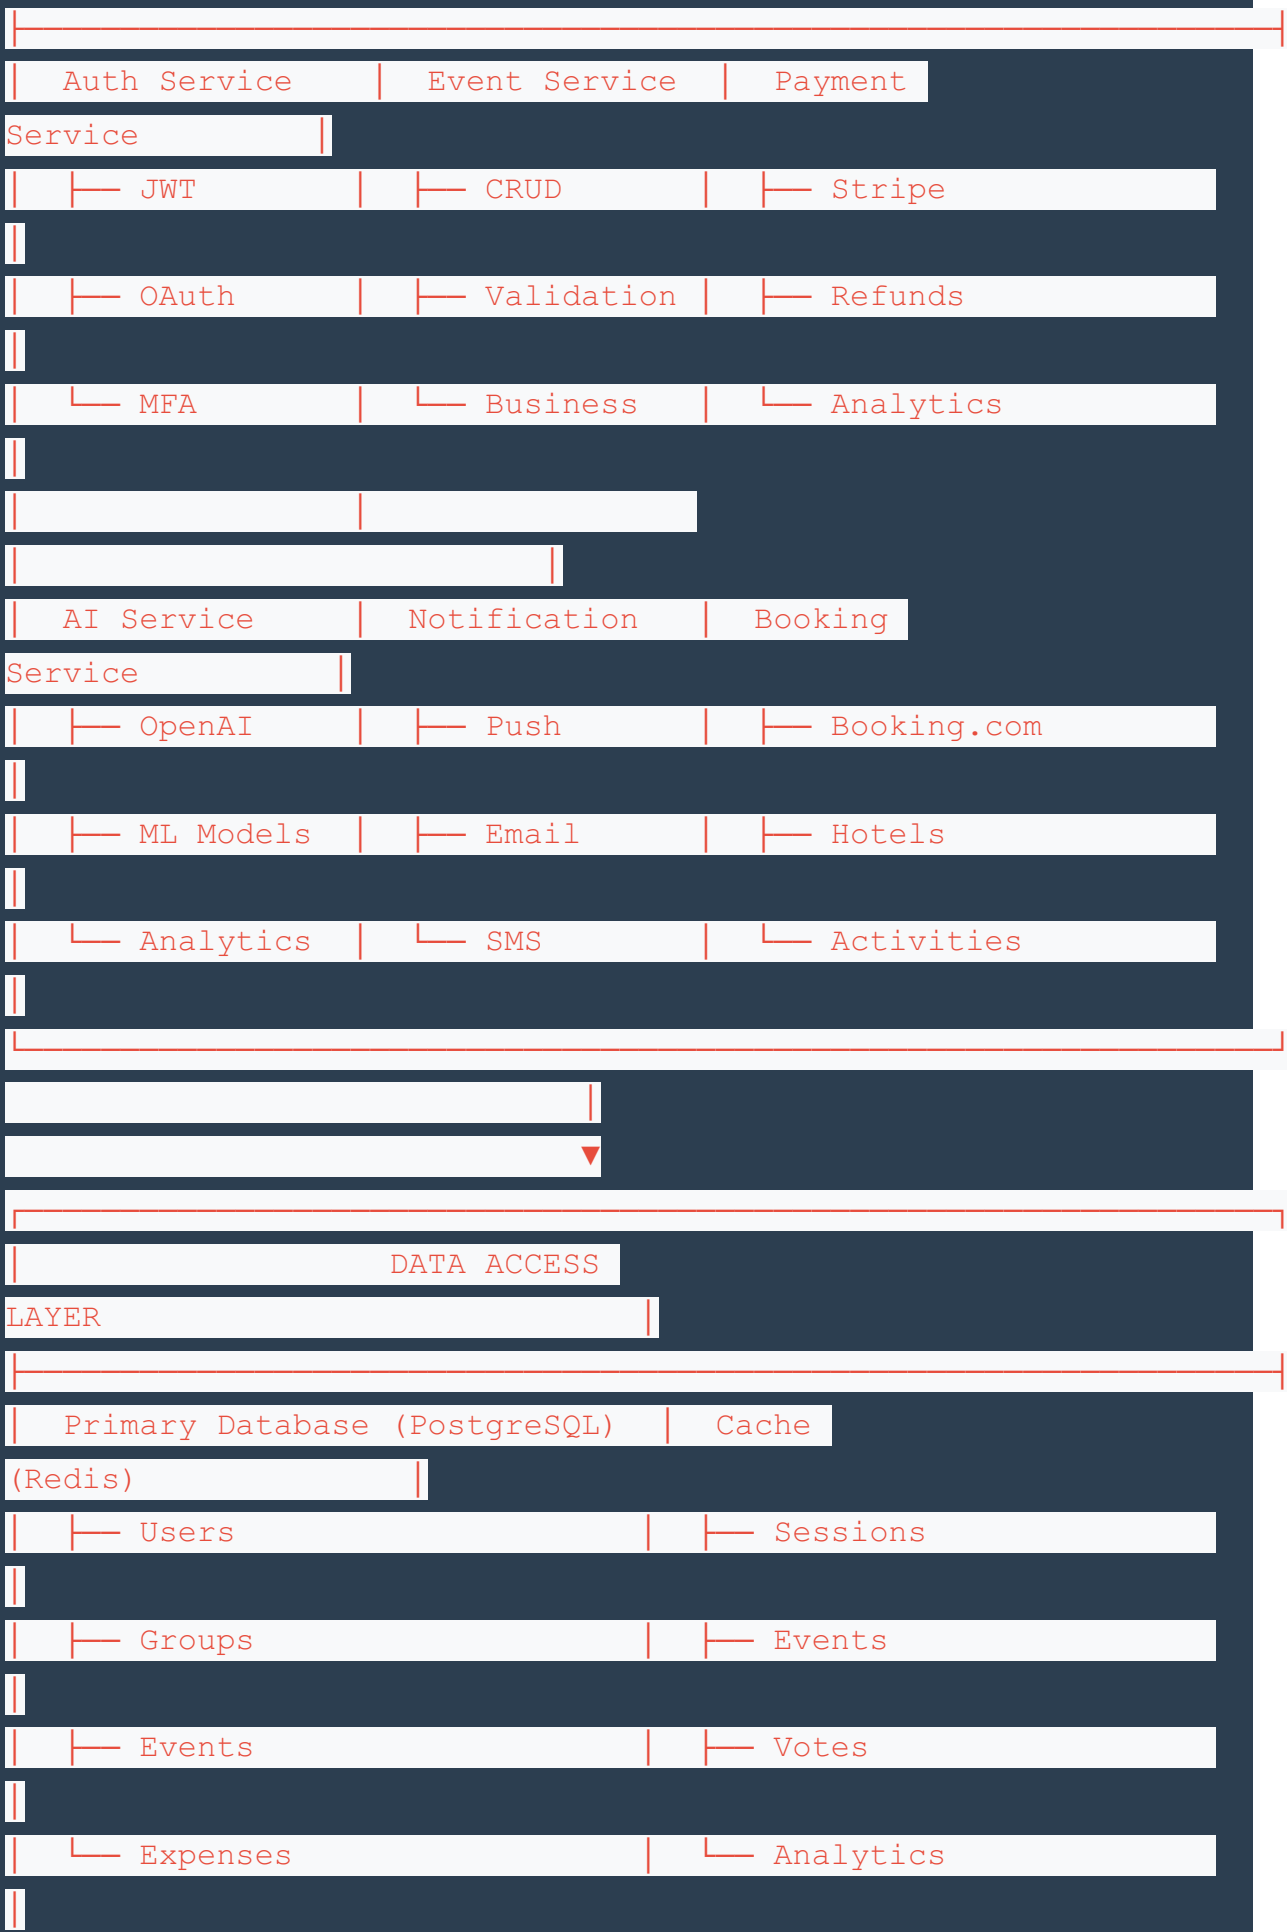 ├─────────────────────────────────────────────────────────────────┤
│  Auth Service    │  Event Service  │  Payment
Service         │
│  ├── JWT        │  ├── CRUD       │  ├── Stripe
│
│  ├── OAuth      │  ├── Validation │  ├── Refunds
│
│  └── MFA        │  └── Business   │  └── Analytics
│
│                 │
│                           │
│  AI Service     │  Notification   │  Booking
Service          │
│  ├── OpenAI     │  ├── Push       │  ├── Booking.com
│
│  ├── ML Models  │  ├── Email      │  ├── Hotels
│
│  └── Analytics  │  └── SMS        │  └── Activities
│
└─────────────────────────────────────────────────────────────────┘
                              │
                              ▼
┌─────────────────────────────────────────────────────────────────┐
│                   DATA ACCESS
LAYER                            │
├─────────────────────────────────────────────────────────────────┤
│  Primary Database (PostgreSQL)  │  Cache
(Redis)              │
│  ├── Users                     │  ├── Sessions
│
│  ├── Groups                    │  ├── Events
│
│  ├── Events                    │  ├── Votes
│
│  └── Expenses                  │  └── Analytics
│